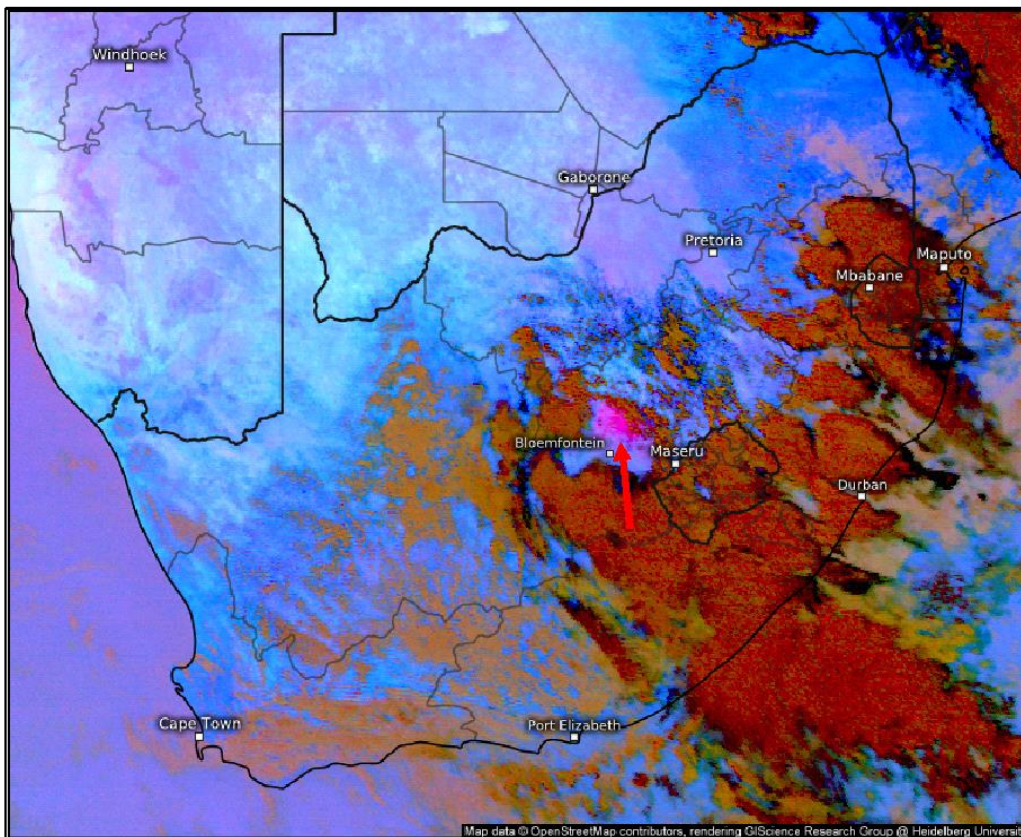 Windhoek
Gaborone
Pretoria
Maputo
Mbabane
Bloemfontein
Maseru
Durban
Cape Town
Port Elizabeth
Map data © OpenStreetMap contributors, rendering GIScience Research Group @ Heidelberg Universit